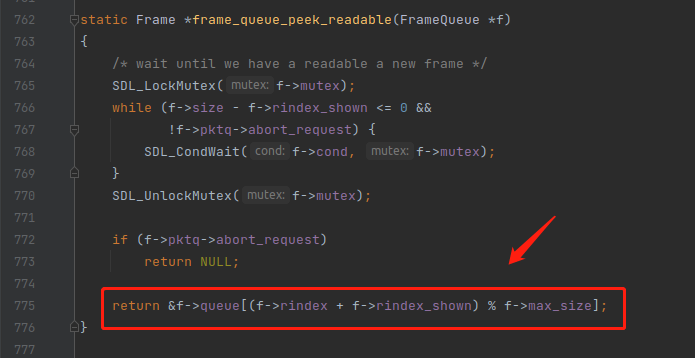 762 static Frame *frame_queue_peek_readable(FrameQueue *f)
763 {
764 /* wait until we have a readable a new frame */
765 SDL_LockMutex( mutex: f->mutex);
766 while (f->size - f->rindex_shown <= 0 &&
767 !f->pktq->abort_request) {
768 SDL_CondWait( cond: f->cond, mutex: f->mutex);
769 }
770 SDL_UnlockMutex( mutex: f->mutex);
771
772 if (f->pktq->abort_request)
773 return NULL;
774
775 return &f->queue[(f->rindex + f->rindex_shown) % f->max_size];
776 }
777